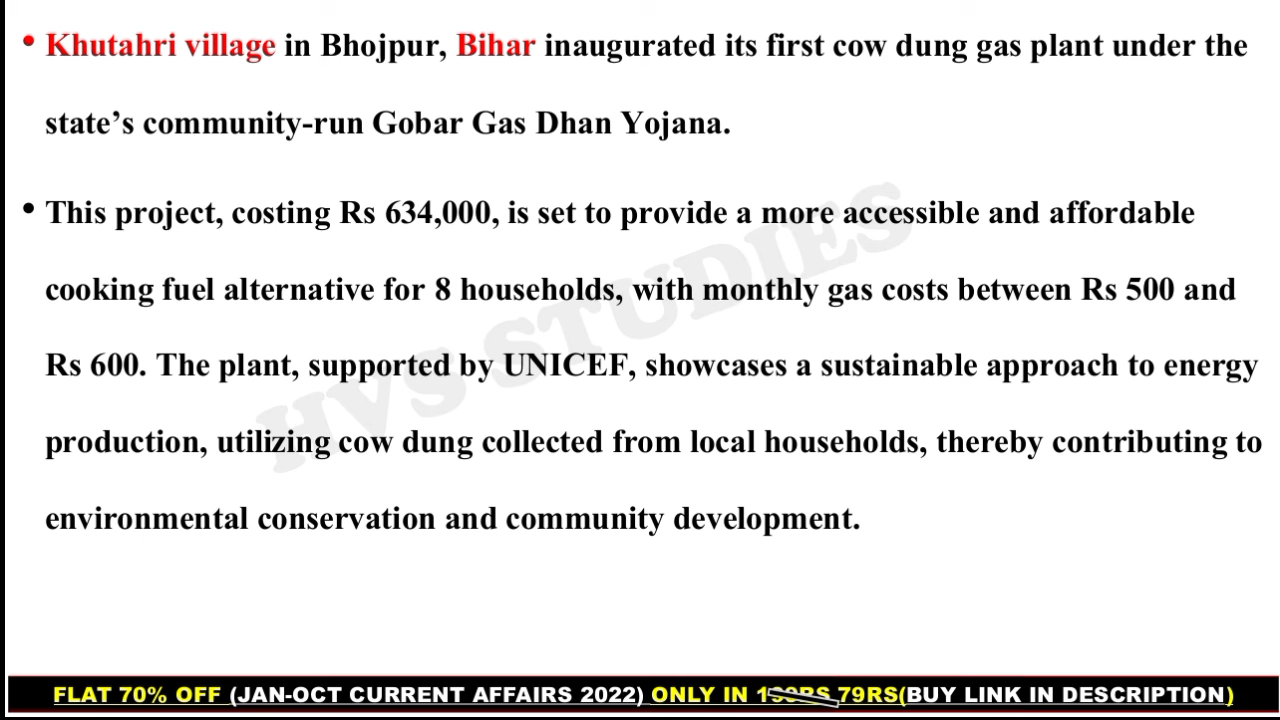 • Khutahri village in Bhojpur, Bihar inaugurated its first cow dung gas plant under the
state’s community-run Gobar Gas Dhan Yojana.
• This project, costing Rs 634,000, is set to provide a more accessible and affordable
cooking fuel alternative for 8 households, with monthly gas costs between Rs 500 and
Rs 600. The plant, supported by UNICEF, showcases a sustainable approach to energy
production, utilizing cow dung collected from local households, thereby contributing to
environmental conservation and community development.
HVS STUDIES
FLAT 70% OFF (JAN-OCT CURRENT AFFAIRS 2022) ONLY IN 79RS(BUY LINK IN DESCRIPTION)